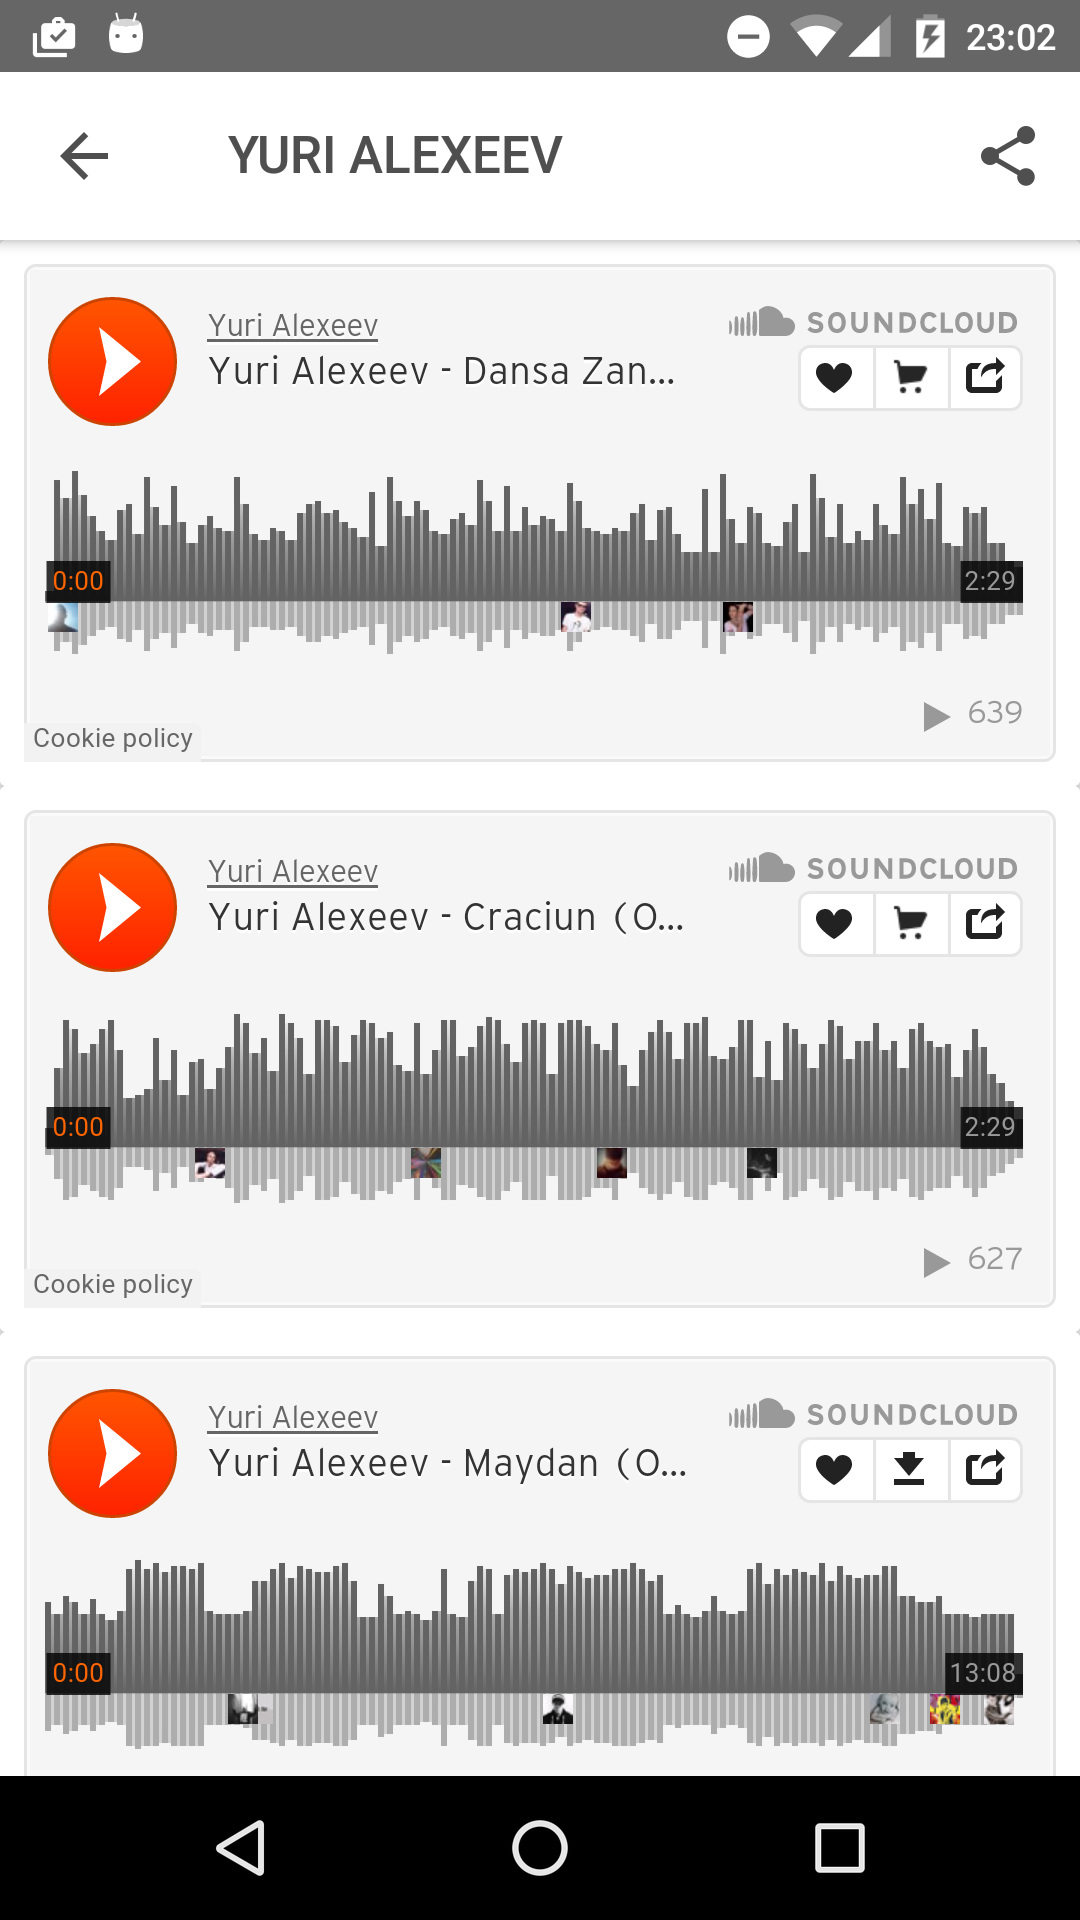 23:02
YURI ALEXEEV
Yuri Alexeev
SOUNDCLOUD
Yuri Alexeev - Dansa Zan...
0:00
2:29
639
Cookie policy
Yuri Alexeev
SOUNDCLOUD
Yuri Alexeev - Craciun (O...
0:00
2:29
627
Cookie policy
Yuri Alexeev
SOUNDCLOUD
Yuri Alexeev - Maydan (O...
0:00
13:08